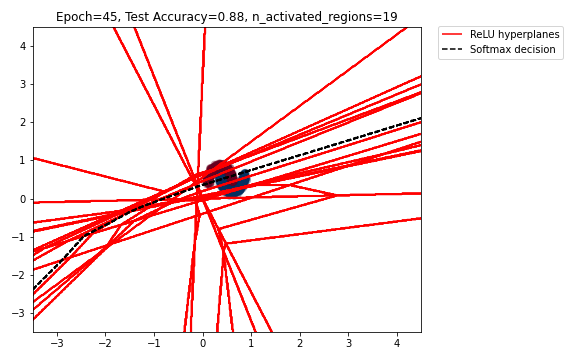 Epoch=45, Test Accuracy=0.88, n_activated_regions=19
ReLU hyperplanes
Softmax decision
4
3
2
1
0
−1
−2
−3
−3 −2 −1 0 1 2 3 4